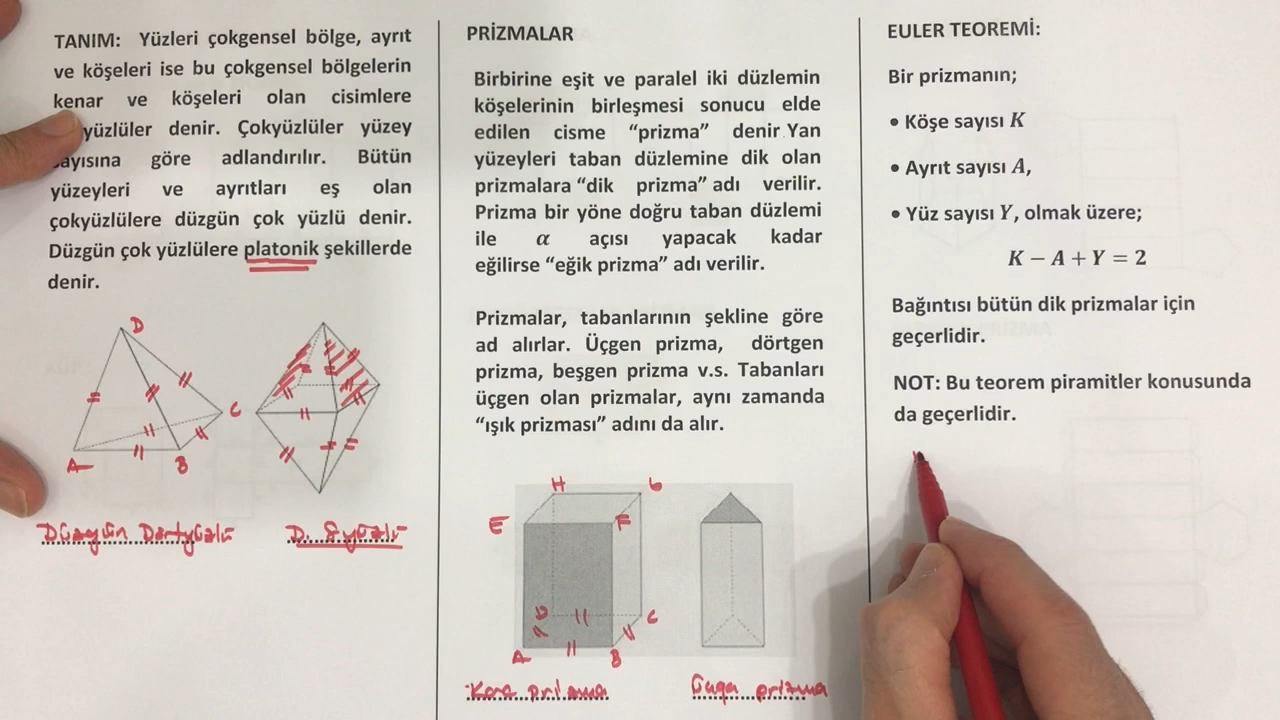 TANIM: Yüzleri çokgensel bölge, ayrıt
ve köşeleri ise bu çokgensel bölgelerin
kenar ve köşeleri olan cisimlere
yüzlüler denir. Çokyüzlüler yüzey
sayısına göre adlandırılır. Bütün
yüzeyleri ve ayrıtları eş olan
çokyüzlülere düzgün çok yüzlü denir.
Düzgün çok yüzlülere platonik şekillerde
denir.
D
C
A
B
Düzgün Dörtyüzlü
D. 8yüzlü
PRİZMALAR
Birbirine eşit ve paralel iki düzlemin
köşelerinin birleşmesi sonucu elde
edilen cisme “prizma” denir.Yan
yüzeyleri taban düzlemine dik olan
prizmalara “dik prizma” adı verilir.
Prizma bir yöne doğru taban düzlemi
ile α açısı yapacak kadar
eğilirse “eğik prizma” adı verilir.
Prizmalar, tabanlarının şekline göre
ad alırlar. Üçgen prizma, dörtgen
prizma, beşgen prizma v.s. Tabanları
üçgen olan prizmalar, aynı zamanda
“ışık prizması” adını da alır.
H
G
E
F
D
C
A
B
Kare prizma
Üçgen prizma
EULER TEOREMİ:
Bir prizmanın;
• Köşe sayısı K
• Ayrıt sayısı A,
• Yüz sayısı Y, olmak üzere;
K − A + Y = 2
Bağıntısı bütün dik prizmalar için
geçerlidir.
NOT: Bu teorem piramitler konusunda
da geçerlidir.